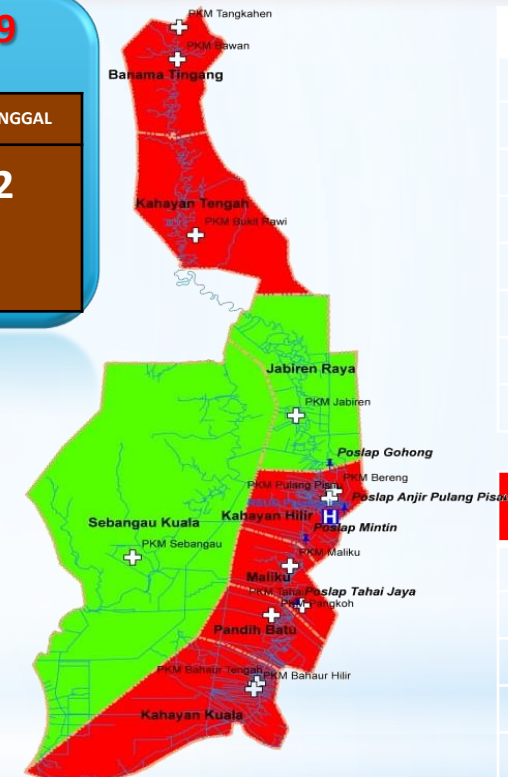 9
NGGAL
2
PKM Tangkahen
PKM Bawan
Banama Tingang
Kahayan Tengah
PKM Bukit Rawi
Jabiren Raya
PKM Jabiren
Poslap Gohong
PKM Bereng
PKM Pulang Pisau
Poslap Anjir Pulang Pisau
Kahayan Hilir
H
Poslap Mintin
Sebangau Kuala
PKM Sebangau
PKM Maliku
Maliku
PKM Tahai
Poslap Tahai Jaya
PKM Pangkoh
Pandih Batu
PKM Bahaur Tengah
PKM Bahaur Hilir
Kahayan Kuala